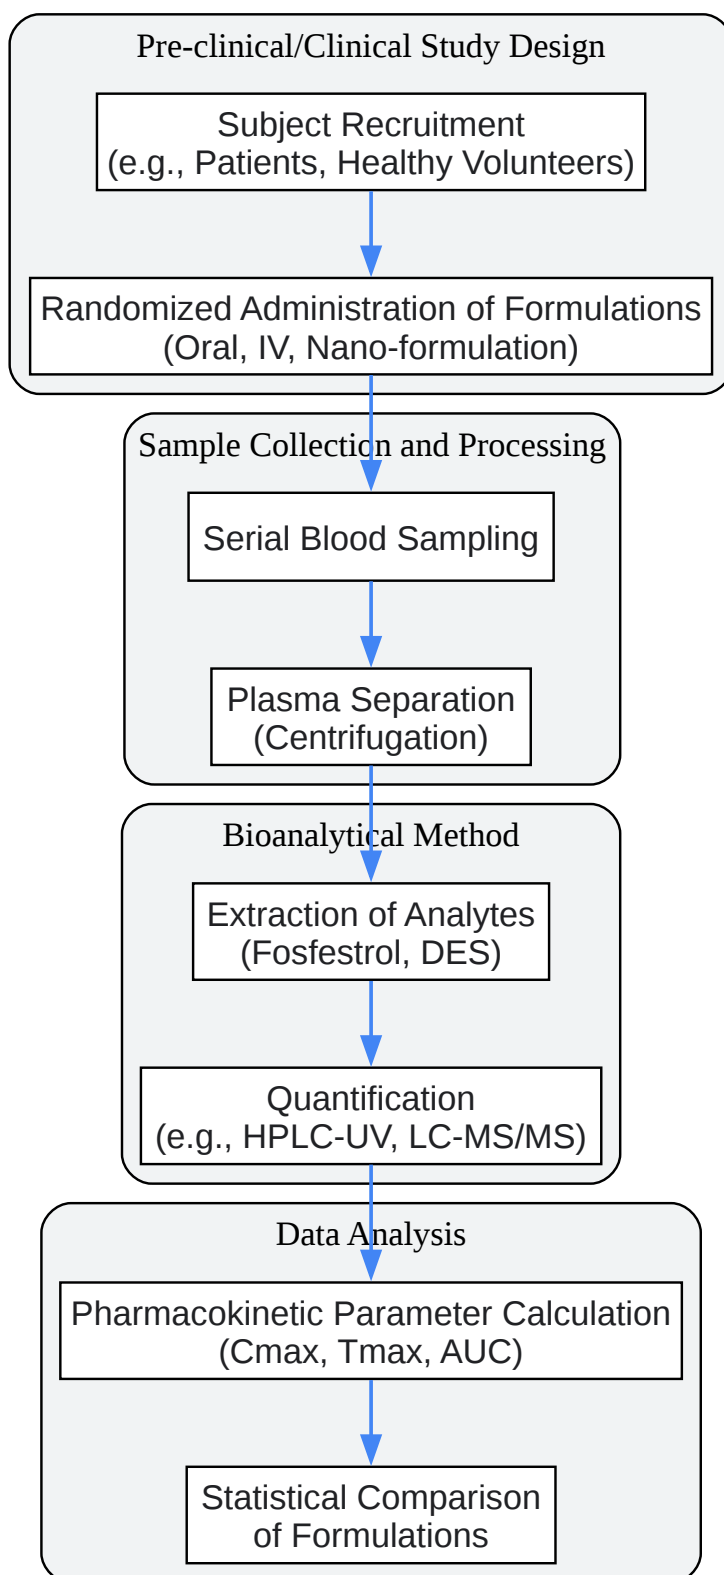 Pre-clinical/Clinical Study Design
Subject Recruitment
(e.g., Patients, Healthy Volunteers)
Randomized Administration of Formulations
(Oral, IV, Nano-formulation)
Sample Collection and Processing
Serial Blood Sampling
Plasma Separation
(Centrifugation)
Bioanalytical Method
Extraction of Analytes
(Fosfestrol, DES)
Quantification
(e.g., HPLC-UV, LC-MS/MS)
Data Analysis
Pharmacokinetic Parameter Calculation
(Cmax, Tmax, AUC)
Statistical Comparison
of Formulations